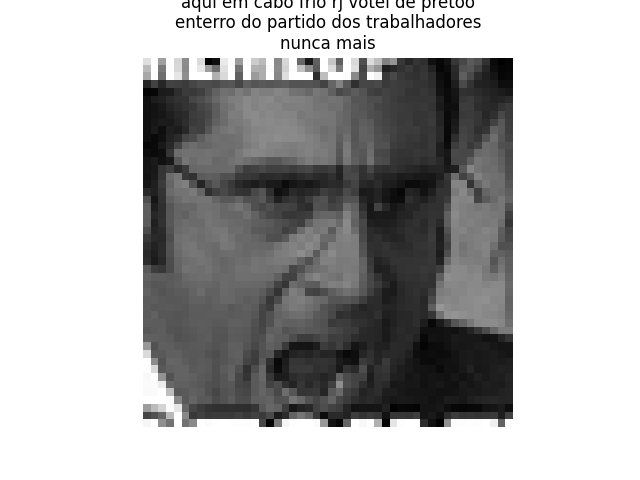 aqui em cabo frio rj votei de pretoo
enterro do partido dos trabalhadores
nunca mais